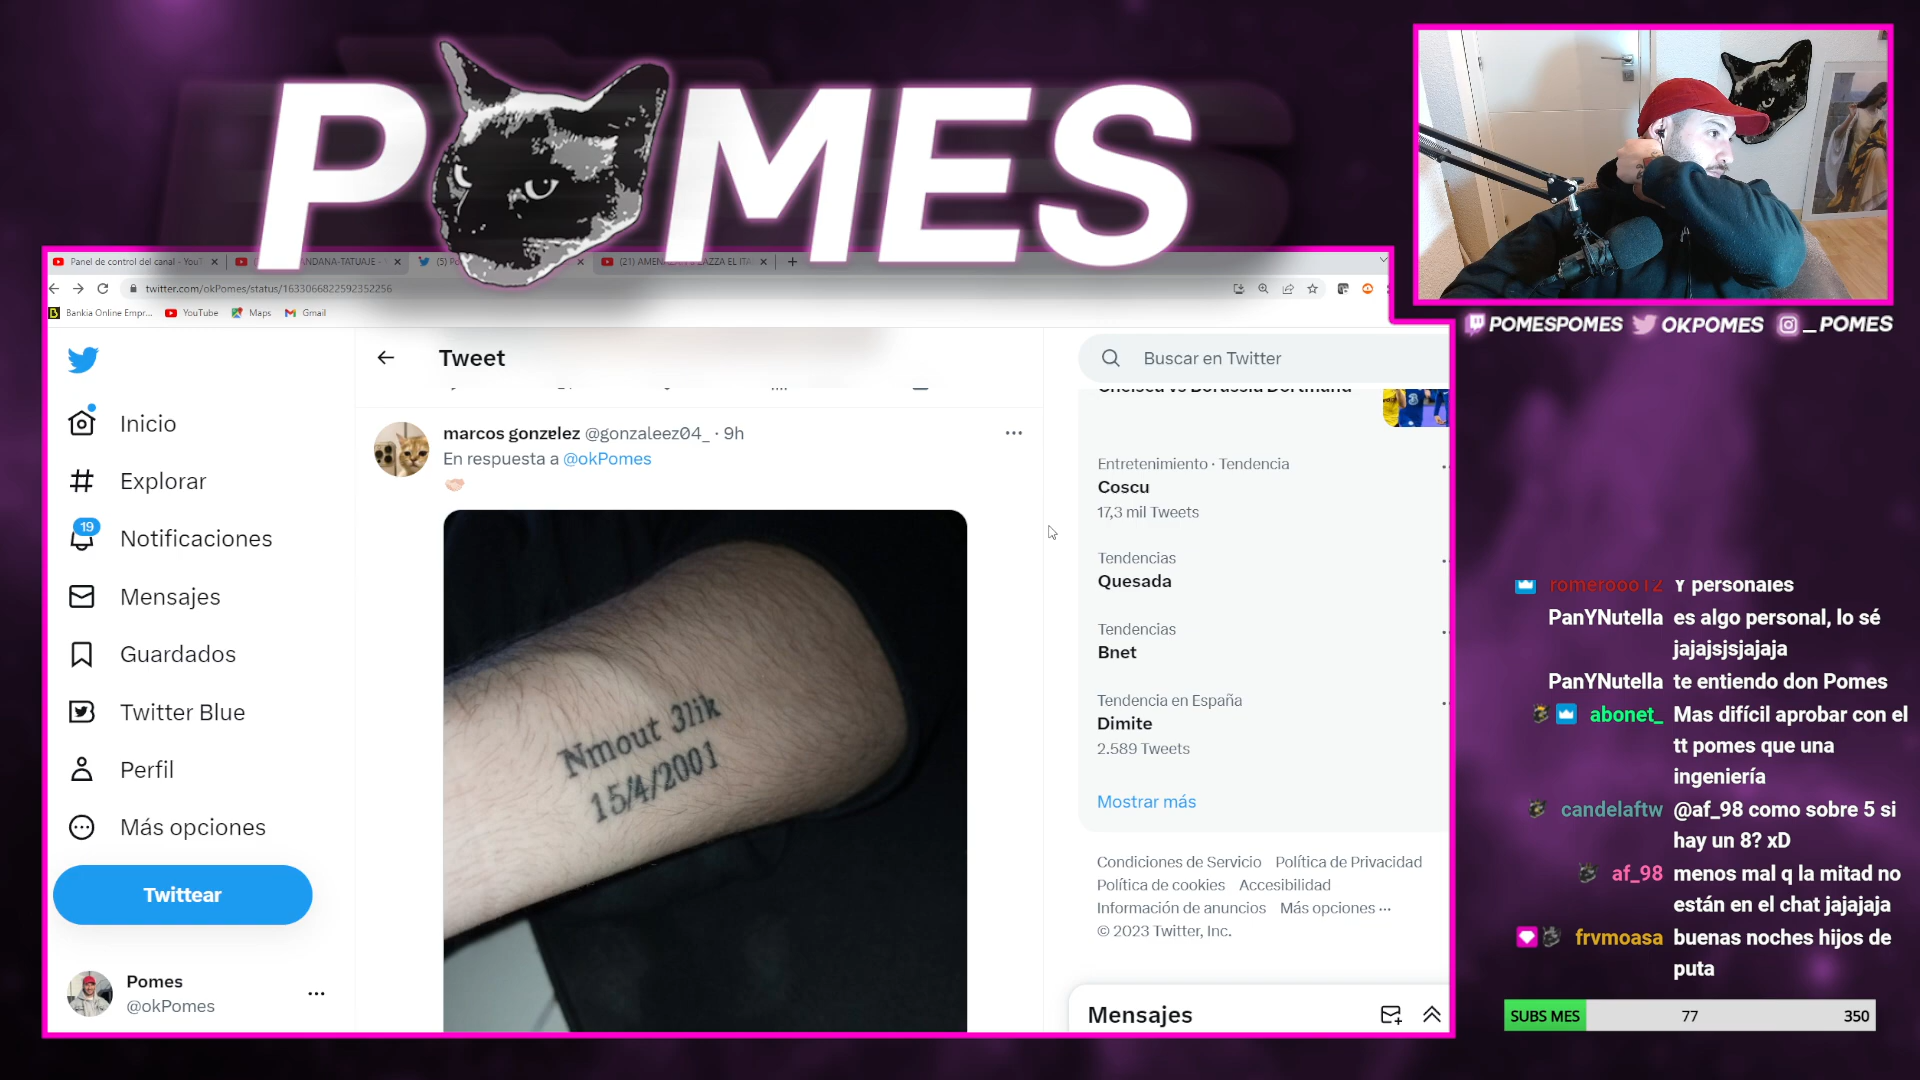 POMES
Panel de control del canal - YouT
ANDANA-TATUAJE -
(21) AMEN
twitter.com/okPomes/status/1633066822592352256
Bankia Online Empr...
YouTube
Maps
Gmail
Inicio
Explorar
19
Notificaciones
Mensajes
Guardados
Twitter Blue
Perfil
Más opciones
Twittear
Pomes
@okPomes
Tweet
marcos gonzɐlez @gonzaleez04_ · 9h
En respuesta a @okPomes
Nmout 3lik
15/4/2001
Buscar en Twitter
Chelsea vs Borussia Dortmund
Entretenimiento · Tendencia
Coscu
17,3 mil Tweets
Tendencias
Quesada
Tendencias
Bnet
Tendencia en España
Dimite
2.589 Tweets
Mostrar más
Condiciones de Servicio Política de Privacidad
Política de cookies Accesibilidad
Información de anuncios Más opciones ···
© 2023 Twitter, Inc.
Mensajes
POMESPOMES OKPOMES _POMES
romerooo12 Y personales
PanYNutella es algo personal, lo sé
jajajsjsjajaja
PanYNutella te entiendo don Pomes
abonet_ Mas difícil aprobar con el
tt pomes que una
ingeniería
candelaftw @af_98 como sobre 5 si
hay un 8? xD
af_98 menos mal q la mitad no
están en el chat jajajaja
frvmoasa buenas noches hijos de
puta
SUBS MES 77 350